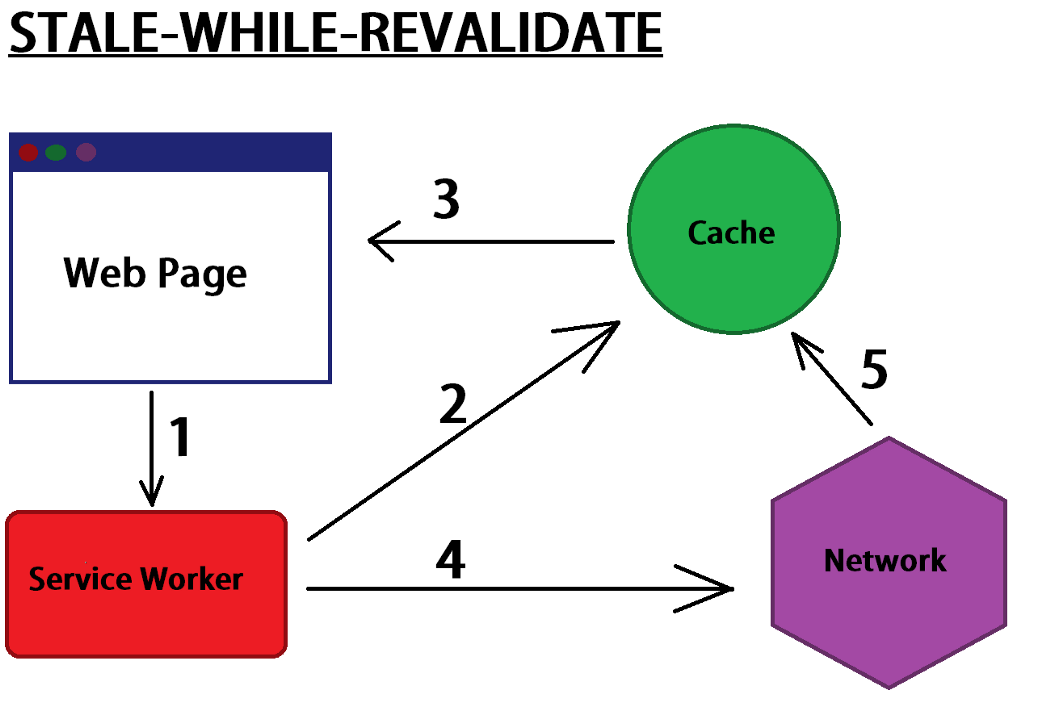 STALE-WHILE-REVALIDATE
3
Cache
Web Page
5
2
1
4
Network
Service Worker